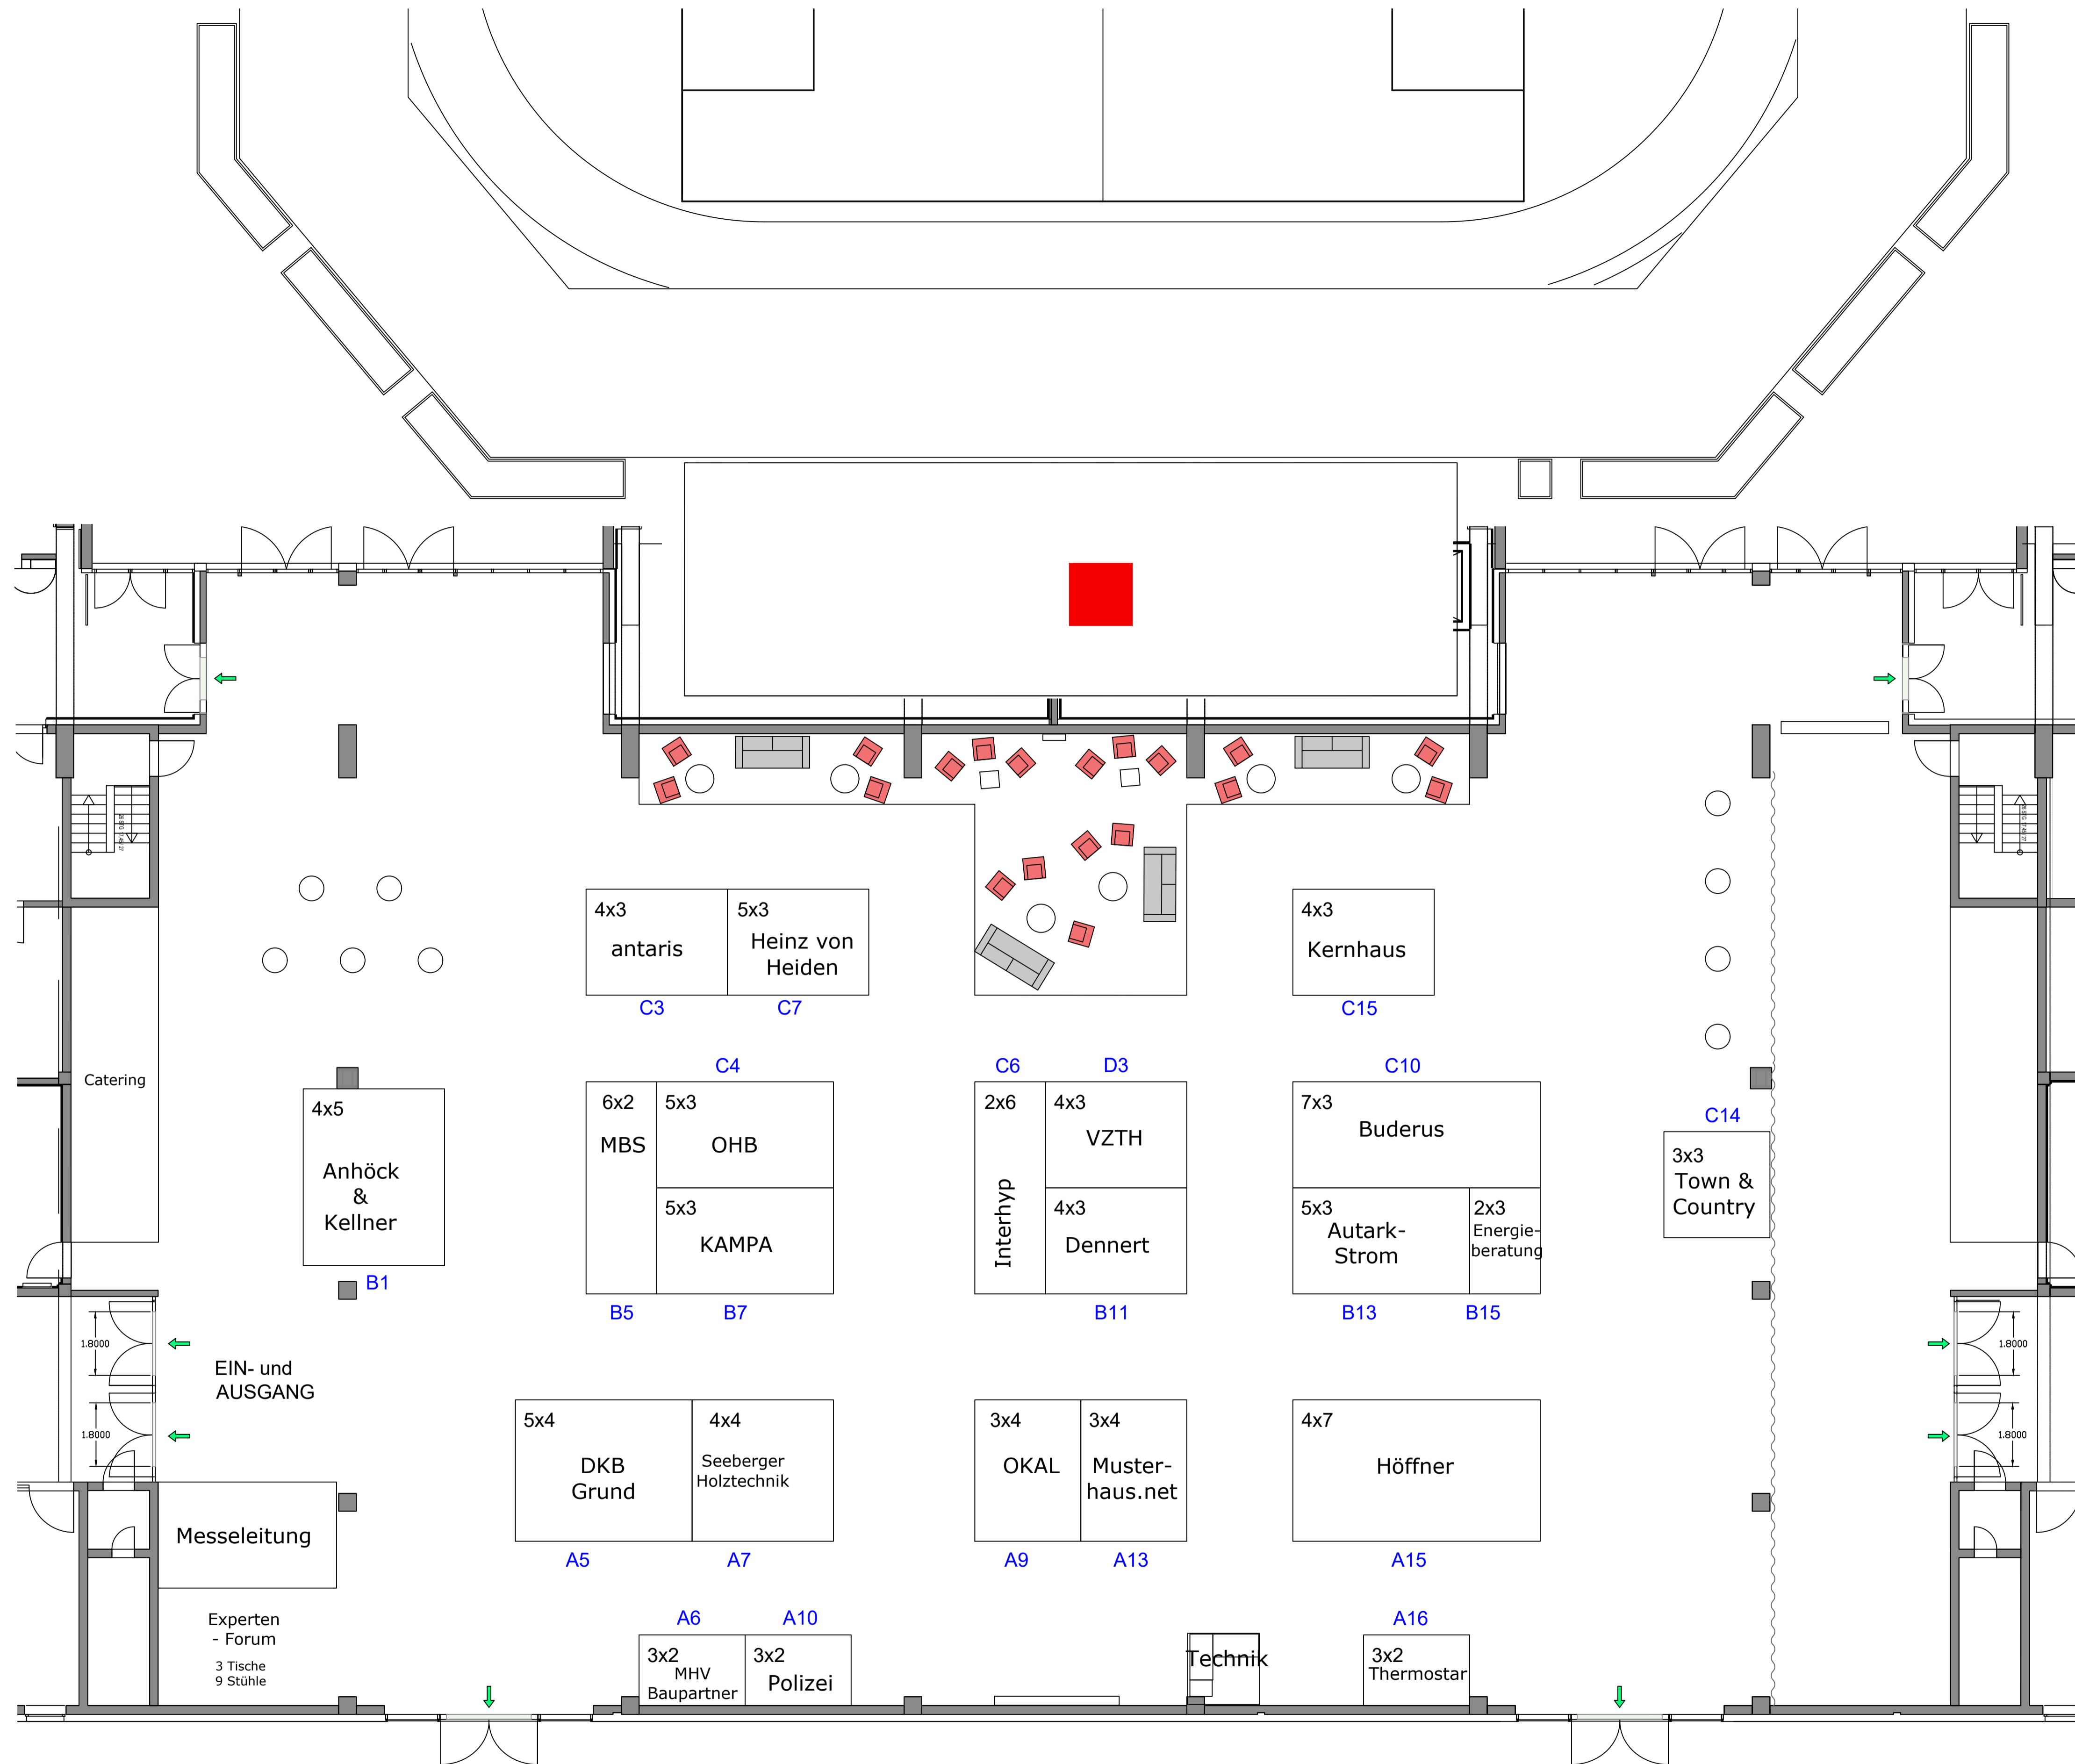 4x3
antaris
C3
5x3
Heinz von
Heiden
C7
4x3
Kernhaus
C15
Catering
4x5
Anhöck
&
Kellner
B1
C4
6x2
MBS
B5
5x3
OHB
5x3
KAMPA
B7
C6
D3
2x6
Interhyp
4x3
VZTH
4x3
Dennert
B11
C10
7x3
Buderus
5x3
Autark-
Strom
B13
2x3
Energie-
beratung
B15
C14
3x3
Town &
Country
1.8000
1.8000
EIN- und
AUSGANG
1.8000
1.8000
5x4
DKB
Grund
A5
4x4
Seeberger
Holztechnik
A7
3x4
OKAL
A9
3x4
Muster-
haus.net
A13
4x7
Höffner
A15
Messeleitung
Experten
- Forum
3 Tische
9 Stühle
A6
3x2
MHV
Baupartner
A10
3x2
Polizei
Technik
A16
3x2
Thermostar